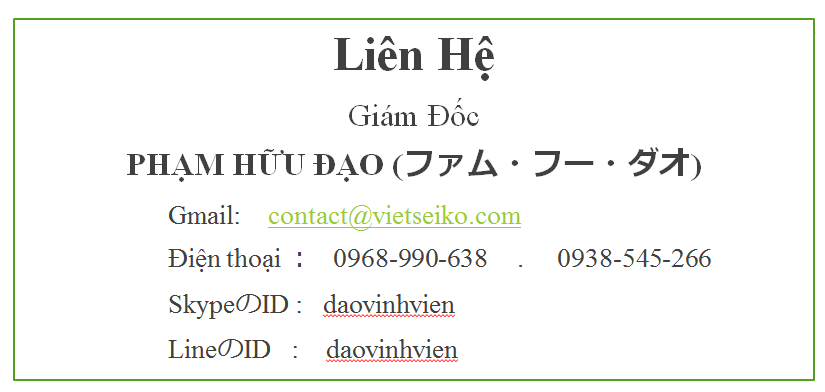 Liên Hệ
Giám Đốc
PHẠM HỮU ĐẠO (ファム・フー・ダオ)
Gmail: contact@vietseiko.com
Điện thoại : 0968-990-638 . 0938-545-266
SkypeのID : daovinhvien
LineのID : daovinhvien